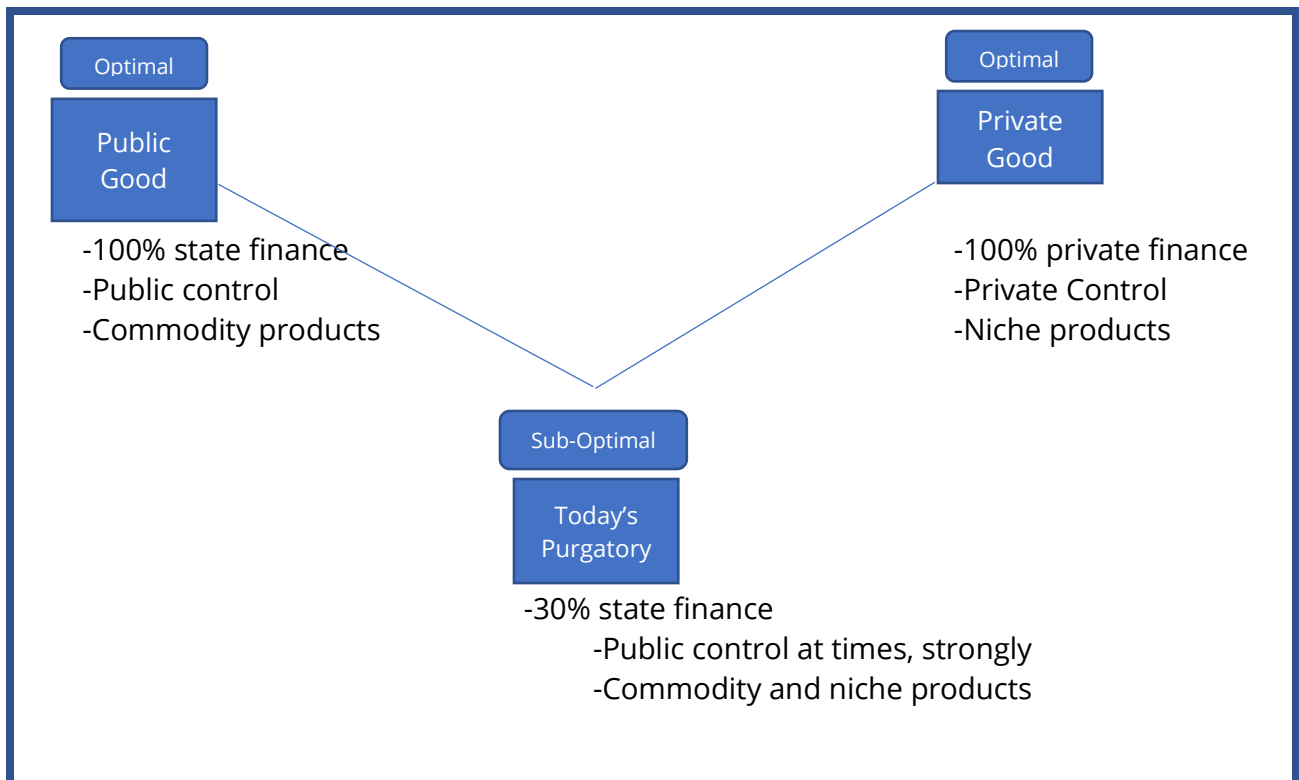 Optimal
Public
Good
-100% state finance
-Public control
-Commodity products
Optimal
Private
Good
-100% private finance
-Private Control
-Niche products
Sub-Optimal
Today’s
Purgatory
-30% state finance
-Public control at times, strongly
-Commodity and niche products